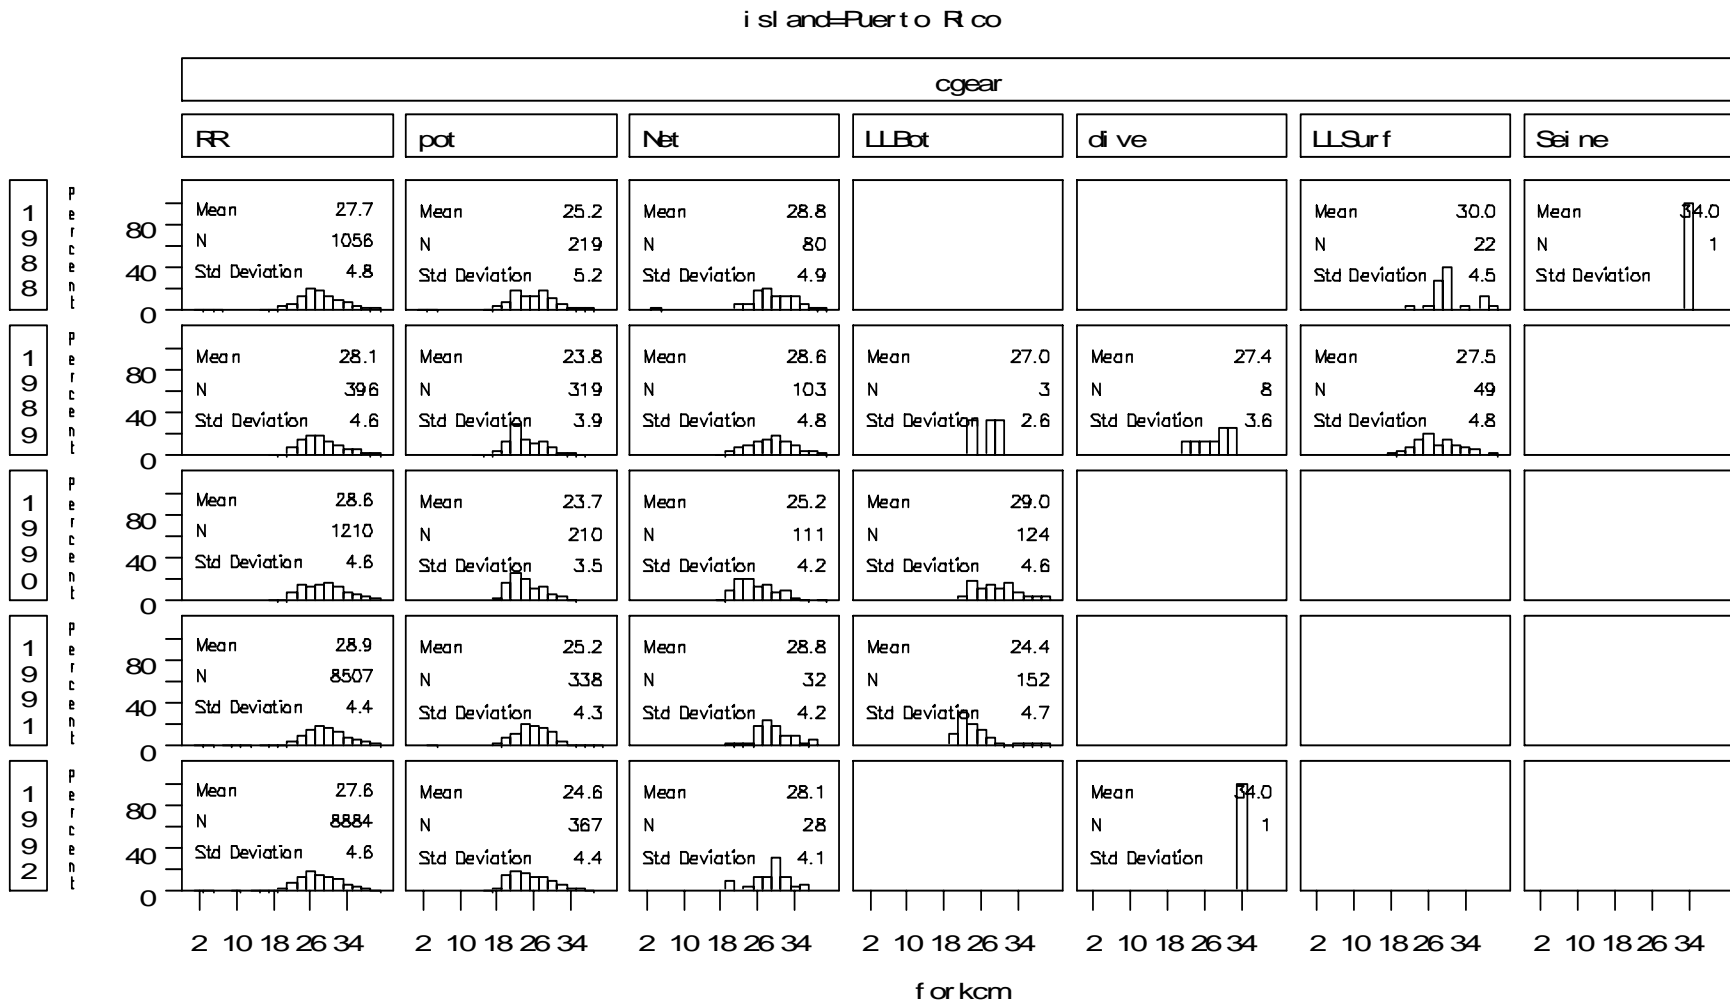 island=Puerto Rico
cgear
RR pot Net LLBot dive LLSurf Seine
1988
Percent
80
40
0
Mean 27.7
N 1056
Std Deviation 4.8
Mean 25.2
N 219
Std Deviation 5.2
Mean 28.8
N 80
Std Deviation 4.9
Mean 30.0
N 22
Std Deviation 4.5
Mean 34.0
N 1
Std Deviation
1989
Percent
80
40
0
Mean 28.1
N 396
Std Deviation 4.6
Mean 23.8
N 319
Std Deviation 3.9
Mean 28.6
N 103
Std Deviation 4.8
Mean 27.0
N 3
Std Deviation 2.6
Mean 27.4
N 8
Std Deviation 3.6
Mean 27.5
N 49
Std Deviation 4.8
1990
Percent
80
40
0
Mean 28.6
N 1210
Std Deviation 4.6
Mean 23.7
N 210
Std Deviation 3.5
Mean 25.2
N 111
Std Deviation 4.2
Mean 29.0
N 124
Std Deviation 4.6
1991
Percent
80
40
0
Mean 28.9
N 8507
Std Deviation 4.4
Mean 25.2
N 338
Std Deviation 4.3
Mean 28.8
N 32
Std Deviation 4.2
Mean 24.4
N 152
Std Deviation 4.7
1992
Percent
80
40
0
Mean 27.6
N 8884
Std Deviation 4.6
Mean 24.6
N 367
Std Deviation 4.4
Mean 28.1
N 28
Std Deviation 4.1
Mean 34.0
N 1
Std Deviation
2 10 18 26 34 2 10 18 26 34 2 10 18 26 34 2 10 18 26 34 2 10 18 26 34 2 10 18 26 34 2 10 18 26 34
forkcm